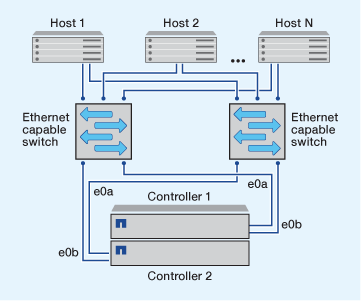 Host 1
Host 2
Host N
...
Ethernet
capable
switch
Ethernet
capable
switch
e0a
e0a
Controller 1
e0b
e0b
Controller 2